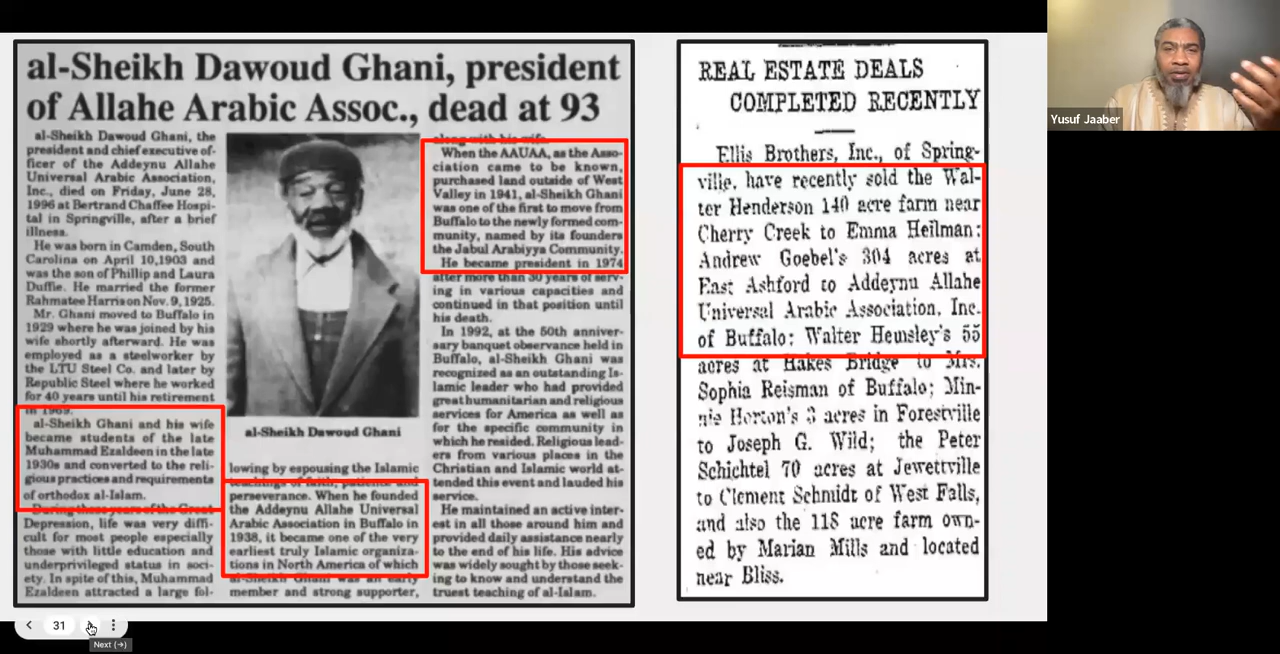 al-Sheikh Dawoud Ghani, president
of Allahe Arabic Assoc., dead at 93
al-Sheikh Dawoud Ghani, the
president and chief executive of-
ficer of the Addeynu Allahe
Universal Arabic Association,
Inc., died on Friday, June 28,
1996 at Bertrand Chaffee Hospi-
tal in Springville, after a brief
illness.
He was born in Camden, South
Carolina on April 10,1903 and
was the son of Phillip and Laura
Duffie. He married the former
Rahmatee Harris on Nov. 9, 1925.
Mr. Ghani moved to Buffalo in
1929 where he was joined by his
wife shortly afterward. He was
employed as a steelworker by
the LTU Steel Co. and later by
Republic Steel where he worked
for 40 years until his retirement
in 1969.
al-Sheikh Ghani and his wife
became students of the late
Muhammad Ezaldeen in the late
1930s and converted to the reli-
gious practices and requirements
of orthodox al-Islam.
During these years of the Great
Depression, life was very diffi-
cult for most people especially
those with little education and
underprivileged status in soci-
ety. In spite of this, Muhammad
Ezaldeen attracted a large fol-
al-Sheikh Dawoud Ghani
lowing by espousing the Islamic
teachings of faith, patience and
perseverance. When he founded
the Addeynu Allahe Universal
Arabic Association in Buffalo in
1938, it became one of the very
earliest truly Islamic organiza-
tions in North America of which
al-Sheikh Ghani was an early
member and strong supporter,
along with his wife.
When the AAUAA, as the Asso-
ciation came to be known,
purchased land outside of West
Valley in 1941, al-Sheikh Ghani
was one of the first to move from
Buffalo to the newly formed com-
munity, named by its founders
the Jabul Arabiyya Community.
He became president in 1974
after more than 30 years of serv-
ing in various capacities and
continued in that position until
his death.
In 1992, at the 50th anniver-
sary banquet observance held in
Buffalo, al-Sheikh Ghani was
recognized as an outstanding Is-
lamic leader who had provided
great humanitarian and religious
services for America as well as
for the specific community in
which he resided. Religious lead-
ers from various places in the
Christian and Islamic world at-
tended this event and lauded his
service.
He maintained an active inter-
est in all those around him and
provided daily assistance nearly
to the end of his life. His advice
was widely sought by those seek-
ing to know and understand the
truest teaching of al-Islam.
REAL ESTATE DEALS
COMPLETED RECENTLY
Ellis Brothers, Inc., of Spring-
ville, have recently sold the Wal-
ter Henderson 140 acre farm near
Cherry Creek to Emma Heilman;
Andrew Goebel's 304 acres at
East Ashford to Addeynu Allahe
Universal Arabic Association, Inc.
of Buffalo; Walter Hemsley's 55
acres at Hakes Bridge to Mrs.
Sophia Reisman of Buffalo; Min-
nie Horton's 3 acres in Forestville
to Joseph G. Wild; the Peter
Schichtel 70 acres at Jewettville
to Clement Schmidt of West Falls,
and also the 118 acre farm own-
ed by Marian Mills and located
near Bliss.
Yusuf Jaaber
31
Next (→)